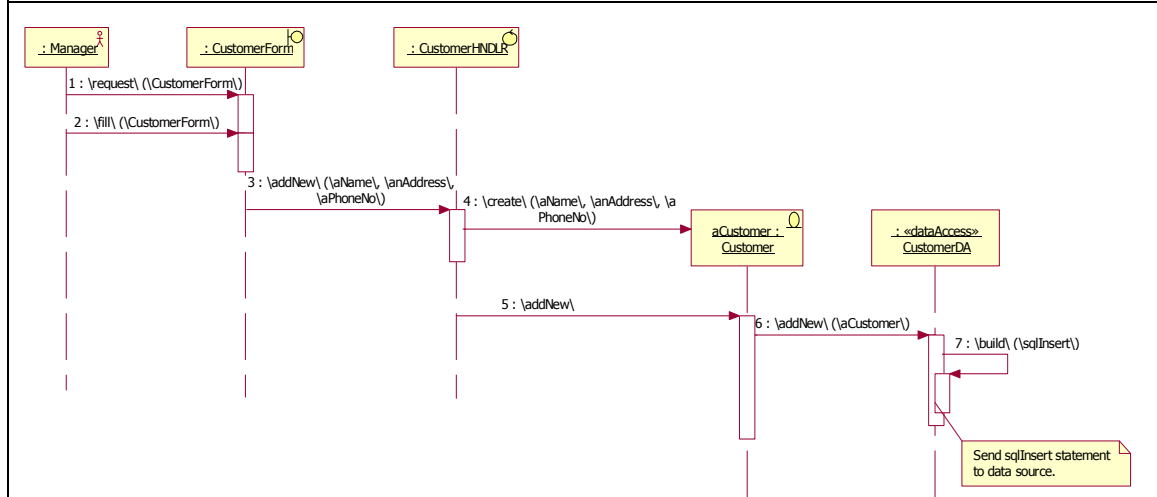 : Manager
: CustomerForm
: CustomerHNDLR
1 : \request\ (\CustomerForm\)
2 : \fill\ (\CustomerForm\)
3 : \addNew\ (\aName\, \anAddress\,
\aPhoneNo\)
4 : \create\ (\aName\, \anAddress\, \a
PhoneNo\)
aCustomer :
Customer
: «dataAccess»
CustomerDA
5 : \addNew\
6 : \addNew\ (\aCustomer\)
7 : \build\ (\sqlInsert\)
Send sqlInsert statement
to data source.